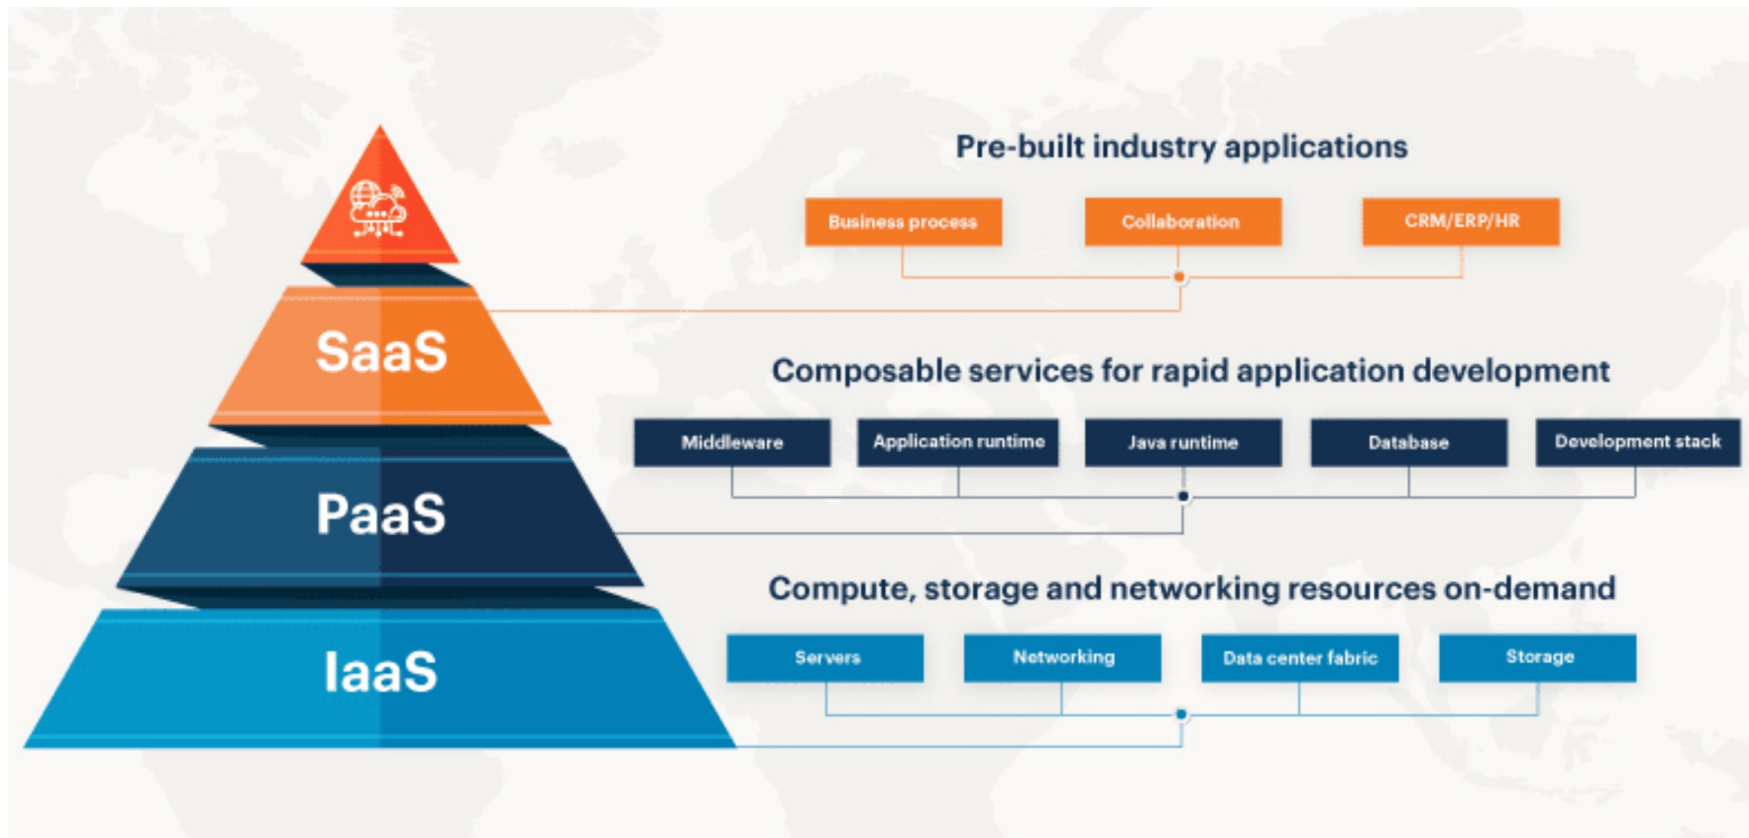 Pre-built industry applications
Business process
Collaboration
CRM/ERP/HR
SaaS
Composable services for rapid application development
Middleware
Application runtime
Java runtime
Database
Development stack
PaaS
Compute, storage and networking resources on-demand
Servers
Networking
Data center fabric
Storage
IaaS